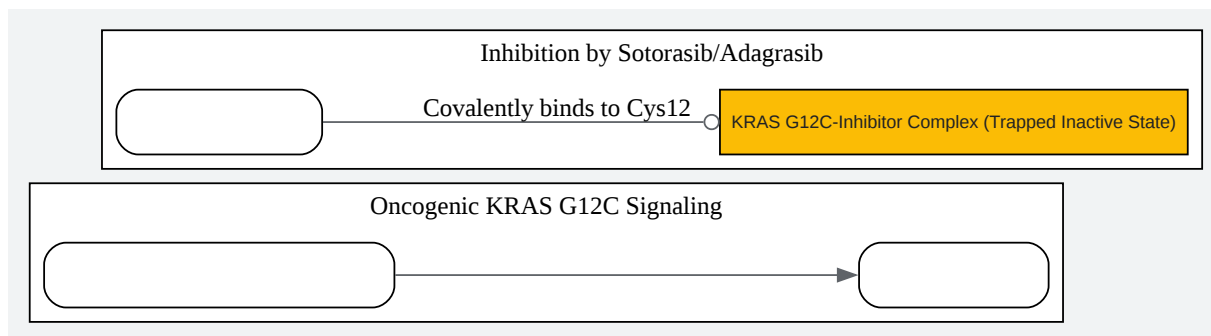 Inhibition by Sotorasib/Adagrasib
Covalently binds to Cys12
KRAS G12C-Inhibitor Complex (Trapped Inactive State)
Oncogenic KRAS G12C Signaling